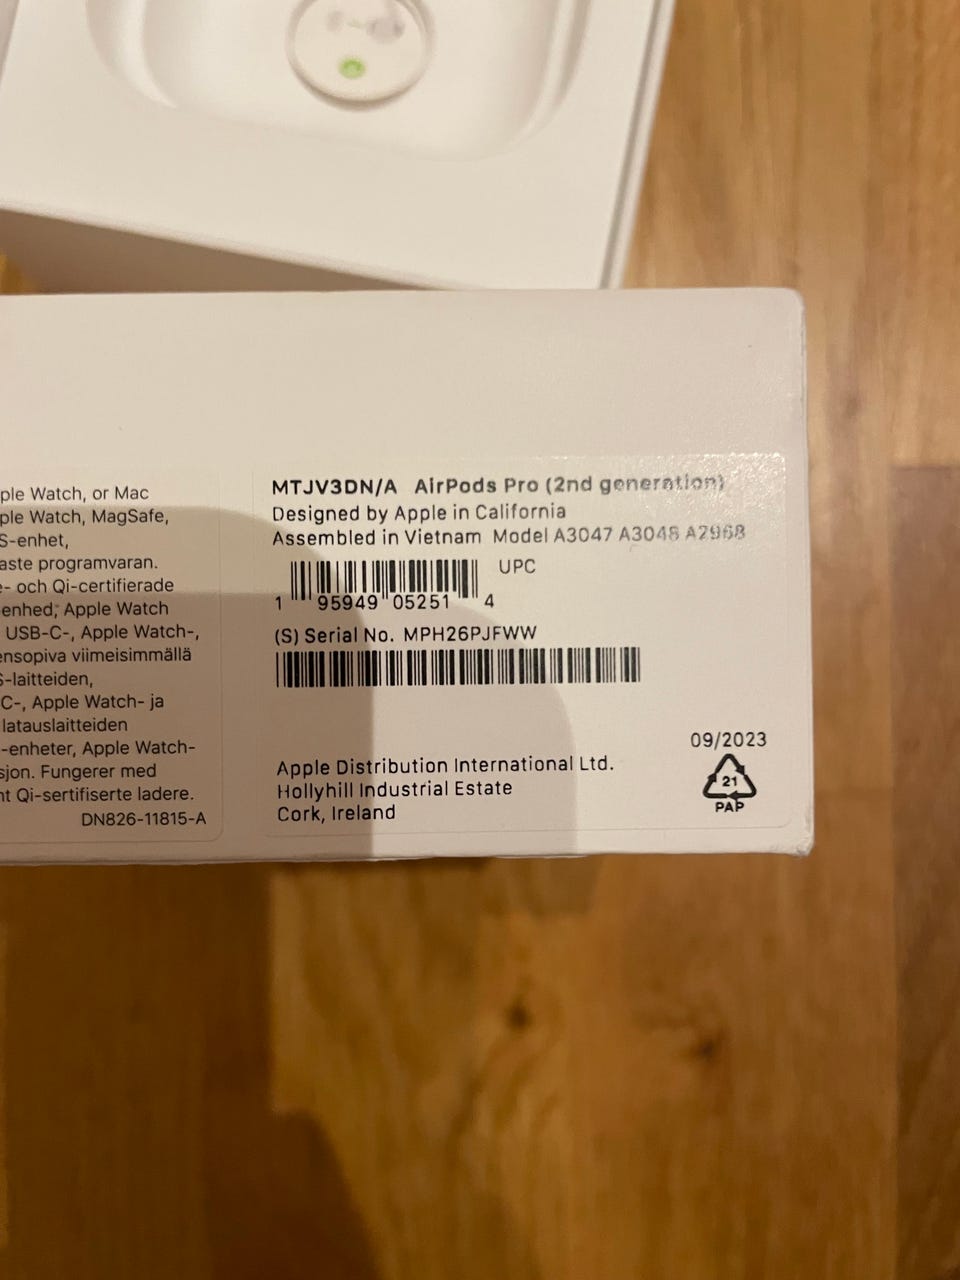 ple Watch, or Mac
ple Watch, MagSafe,
S-enhet,
aste programvaran.
e- och Qi-certifierade
enhed, Apple Watch
USB-C-, Apple Watch-,
ensopiva viimeisimmällä
S-laitteiden,
C-, Apple Watch- ja
latauslaitteiden
-enheter, Apple Watch-
sjon. Fungerer med
nt Qi-sertifiserte ladere.
DN826-11815-A
MTJV3DN/A AirPods Pro (2nd generation)
Designed by Apple in California
Assembled in Vietnam Model A3047 A3048 A2968
UPC
1 95949 05251 4
(S) Serial No. MPH26PJFWW
Apple Distribution International Ltd.
Hollyhill Industrial Estate
Cork, Ireland
09/2023
21
PAP